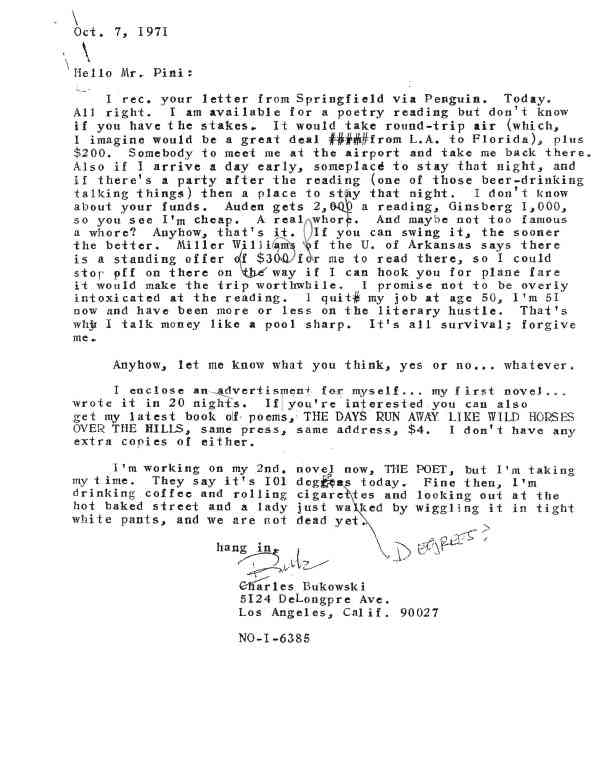 Oct. 7, 1971
Hello Mr. Pini:
I rec. your letter from Springfield via Penguin. Today.
All right. I am available for a poetry reading but don't know
if you have the stakes. It would take round-trip air (which,
I imagine would be a great deal #####from L.A. to Florida), plus
$200. Somebody to meet me at the airport and take me back there.
Also if I arrive a day early, someplace to stay that night, and
if there's a party after the reading (one of those beer-drinking
talking things) then a place to stay that night. I don't know
about your funds. Auden gets 2,000 a reading, Ginsberg 1,000,
so you see I'm cheap. A real whore. And maybe not too famous
a whore? Anyhow, that's it. If you can swing it, the sooner
the better. Miller Williams of the U. of Arkansas says there
is a standing offer of $300 for me to read there, so I could
stop off on there on the way if I can hook you for plane fare
it would make the trip worthwhile. I promise not to be overly
intoxicated at the reading. I quit# my job at age 50, I'm 51
now and have been more or less on the literary hustle. That's
why I talk money like a pool sharp. It's all survival; forgive
me.
Anyhow, let me know what you think, yes or no... whatever.
I enclose an advertisment for myself... my first novel...
wrote it in 20 nights. If you're interested you can also
get my latest book of poems, THE DAYS RUN AWAY LIKE WILD HORSES
OVER THE HILLS, same press, same address, $4. I don't have any
extra copies of either.
I'm working on my 2nd. novel now, THE POET, but I'm taking
my time. They say it's 101 degrees today. Fine then, I'm
drinking coffee and rolling cigarettes and looking out at the
hot baked street and a lady just walked by wiggling it in tight
white pants, and we are not dead yet.
DEGREES?
hang in,
Buk
Charles Bukowski
5124 DeLongpre Ave.
Los Angeles, Calif. 90027
NO-1-6385